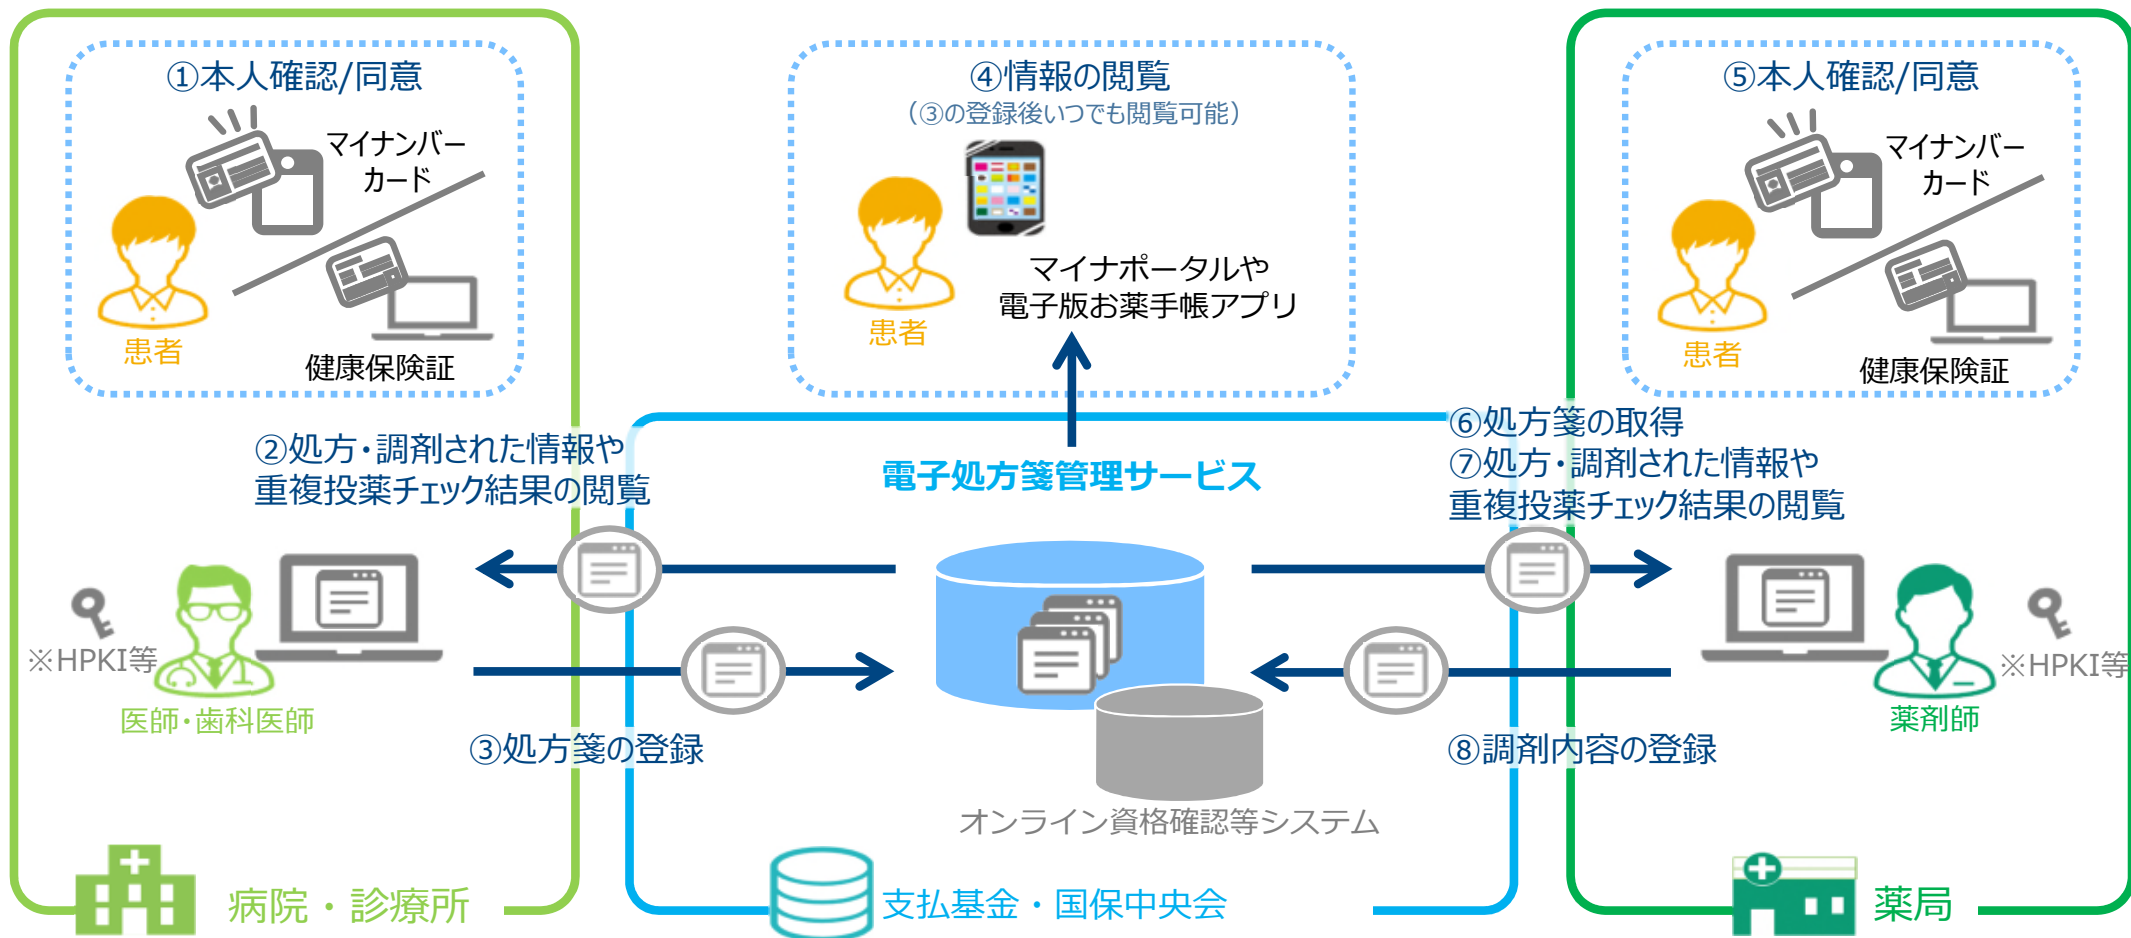 ①本人確認/同意
マイナンバー
カード
患者
健康保険証
④情報の閲覧
（③の登録後いつでも閲覧可能）
患者
マイナポータルや
電子版お薬手帳アプリ
⑤本人確認/同意
マイナンバー
カード
患者
健康保険証
②処方・調剤された情報や
重複投薬チェック結果の閲覧
電子処方箋管理サービス
⑥処方箋の取得
⑦処方・調剤された情報や
重複投薬チェック結果の閲覧
※HPKI等
医師・歯科医師
③処方箋の登録
※HPKI等
薬剤師
⑧調剤内容の登録
オンライン資格確認等システム
病院・診療所
支払基金・国保中央会
薬局